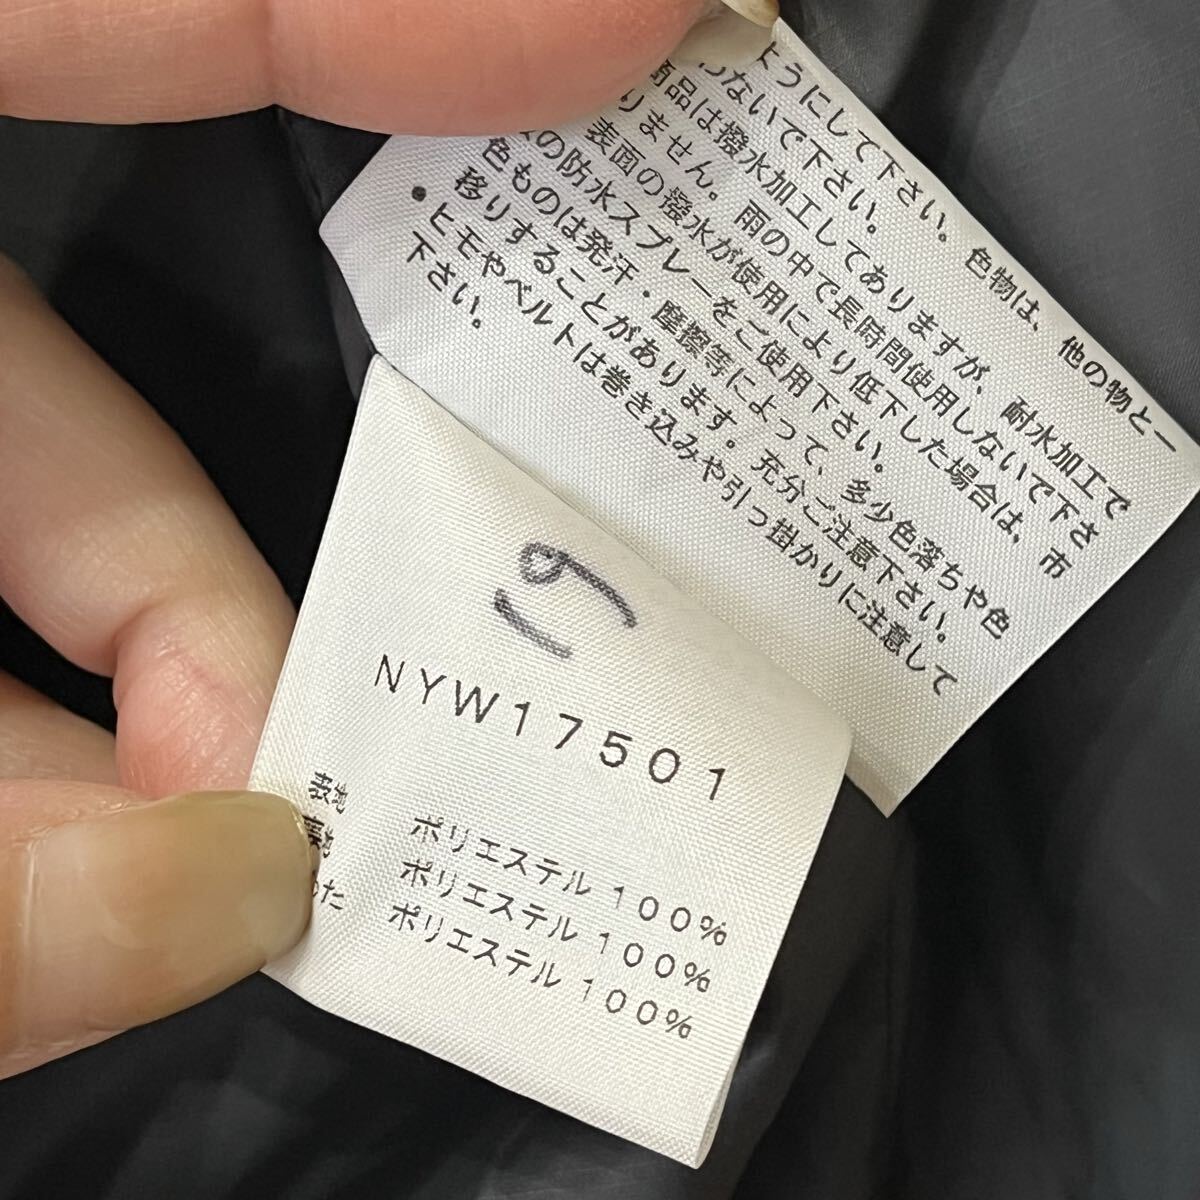 ようにして下さい。色物は、他の物と一
わないで下さい。
商品は撥水加工してありますが、耐水加工で
りません。雨の中で長時間使用しないで下さ
表面の撥水が使用により低下した場合は、市
の防水スプレーをご使用下さい。
色ものは発汗・摩擦等によって、多少色落ちや色
移りすることがあります。充分ご注意下さい。
●ヒモやベルトは巻き込みや引っ掛かりに注意して
下さい。
NYW17501
表地 ポリエステル 100%
裏地 ポリエステル 100%
わた ポリエステル 100%